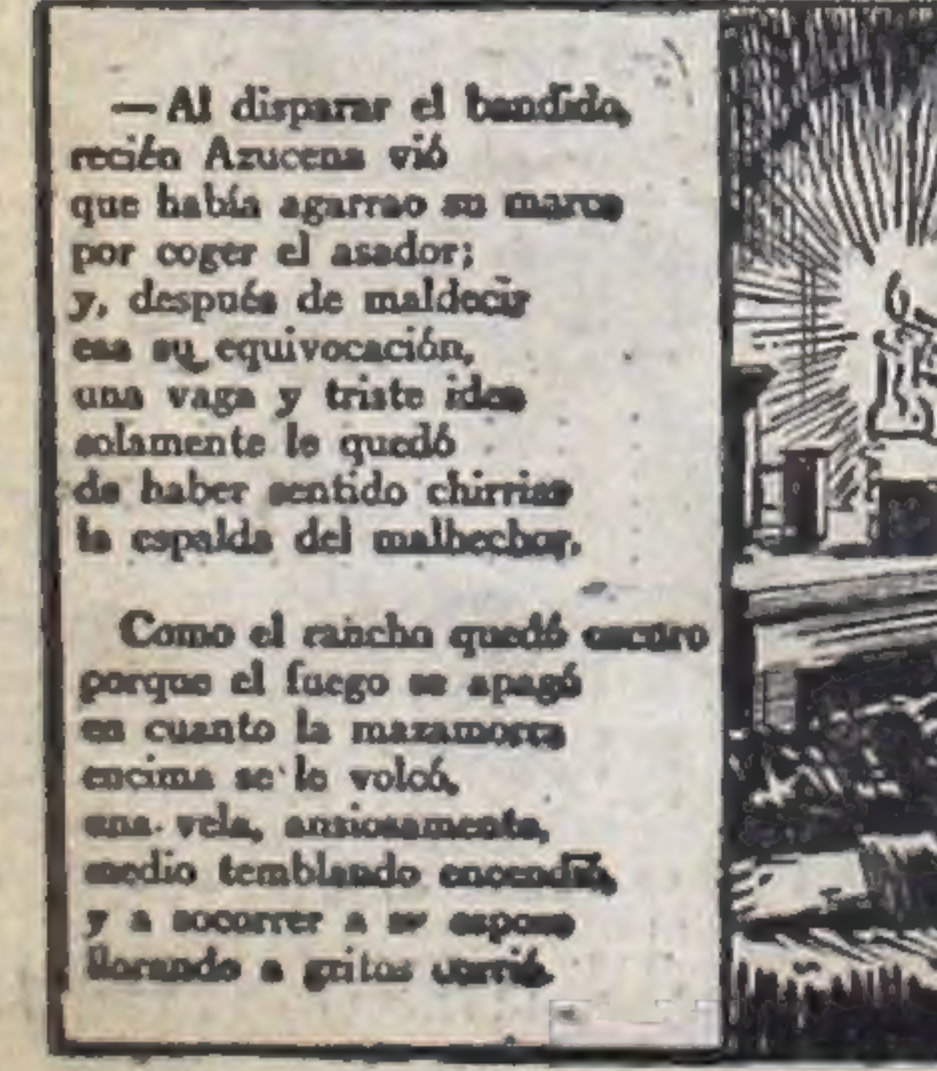 —Al disparar el bandido,
recién Azucena vió
que había agarrao su marca
por coger el asador;
y, después de maldecir
esa su equivocación,
una vaga y triste idea
solamente le quedó
de haber sentido chirriar
la espalda del malhechor.
Como el rancho quedó oscuro
porque el fuego se apagó
en cuanto la mazamorra
encima se le volcó,
una vela, ansiosamente,
medio temblando encendió,
y a socorrer a su esposo
llorando a gritos corrió.